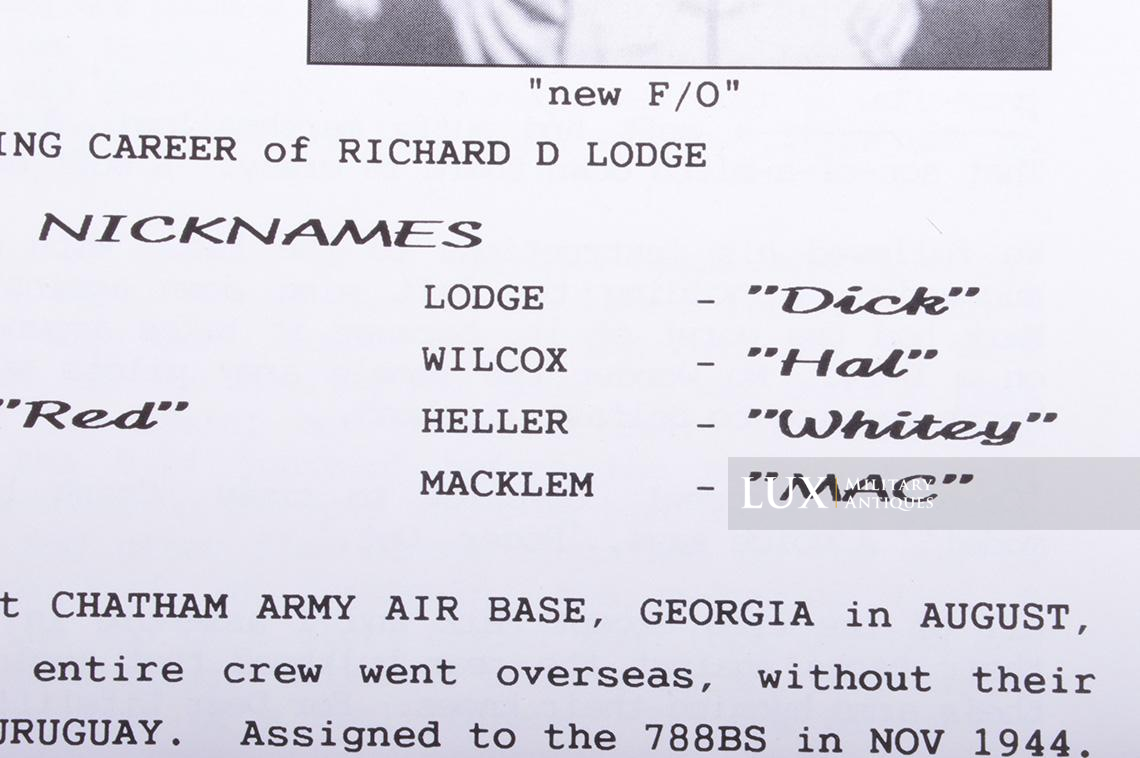 "new F/O"
ING CAREER of RICHARD D LODGE
NICKNAMES
LODGE - "Dick"
WILCOX - "Hal"
"Red" HELLER - "Whitey"
MACKLEM - "MAC"
LUX MILITARY ANTIQUES
t CHATHAM ARMY AIR BASE, GEORGIA in AUGUST,
entire crew went overseas, without their
URUGUAY. Assigned to the 788BS in NOV 1944.